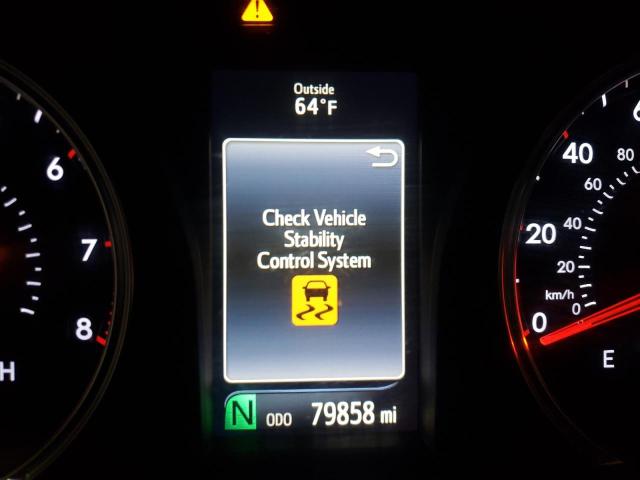 Outside
64°F
Check Vehicle
Stability
Control System
N ODO 79858 mi
6
7
8
H
40
20
0
80
60
40
20
0
km/h
E